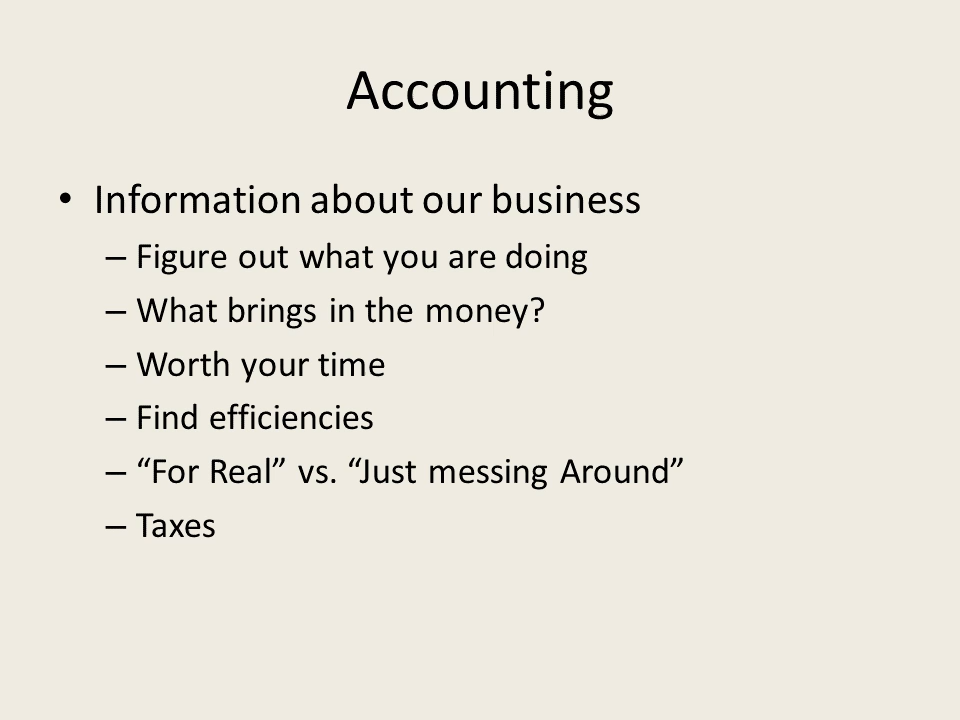 Accounting
• Information about our business
– Figure out what you are doing
– What brings in the money?
– Worth your time
– Find efficiencies
– “For Real” vs. “Just messing Around”
– Taxes